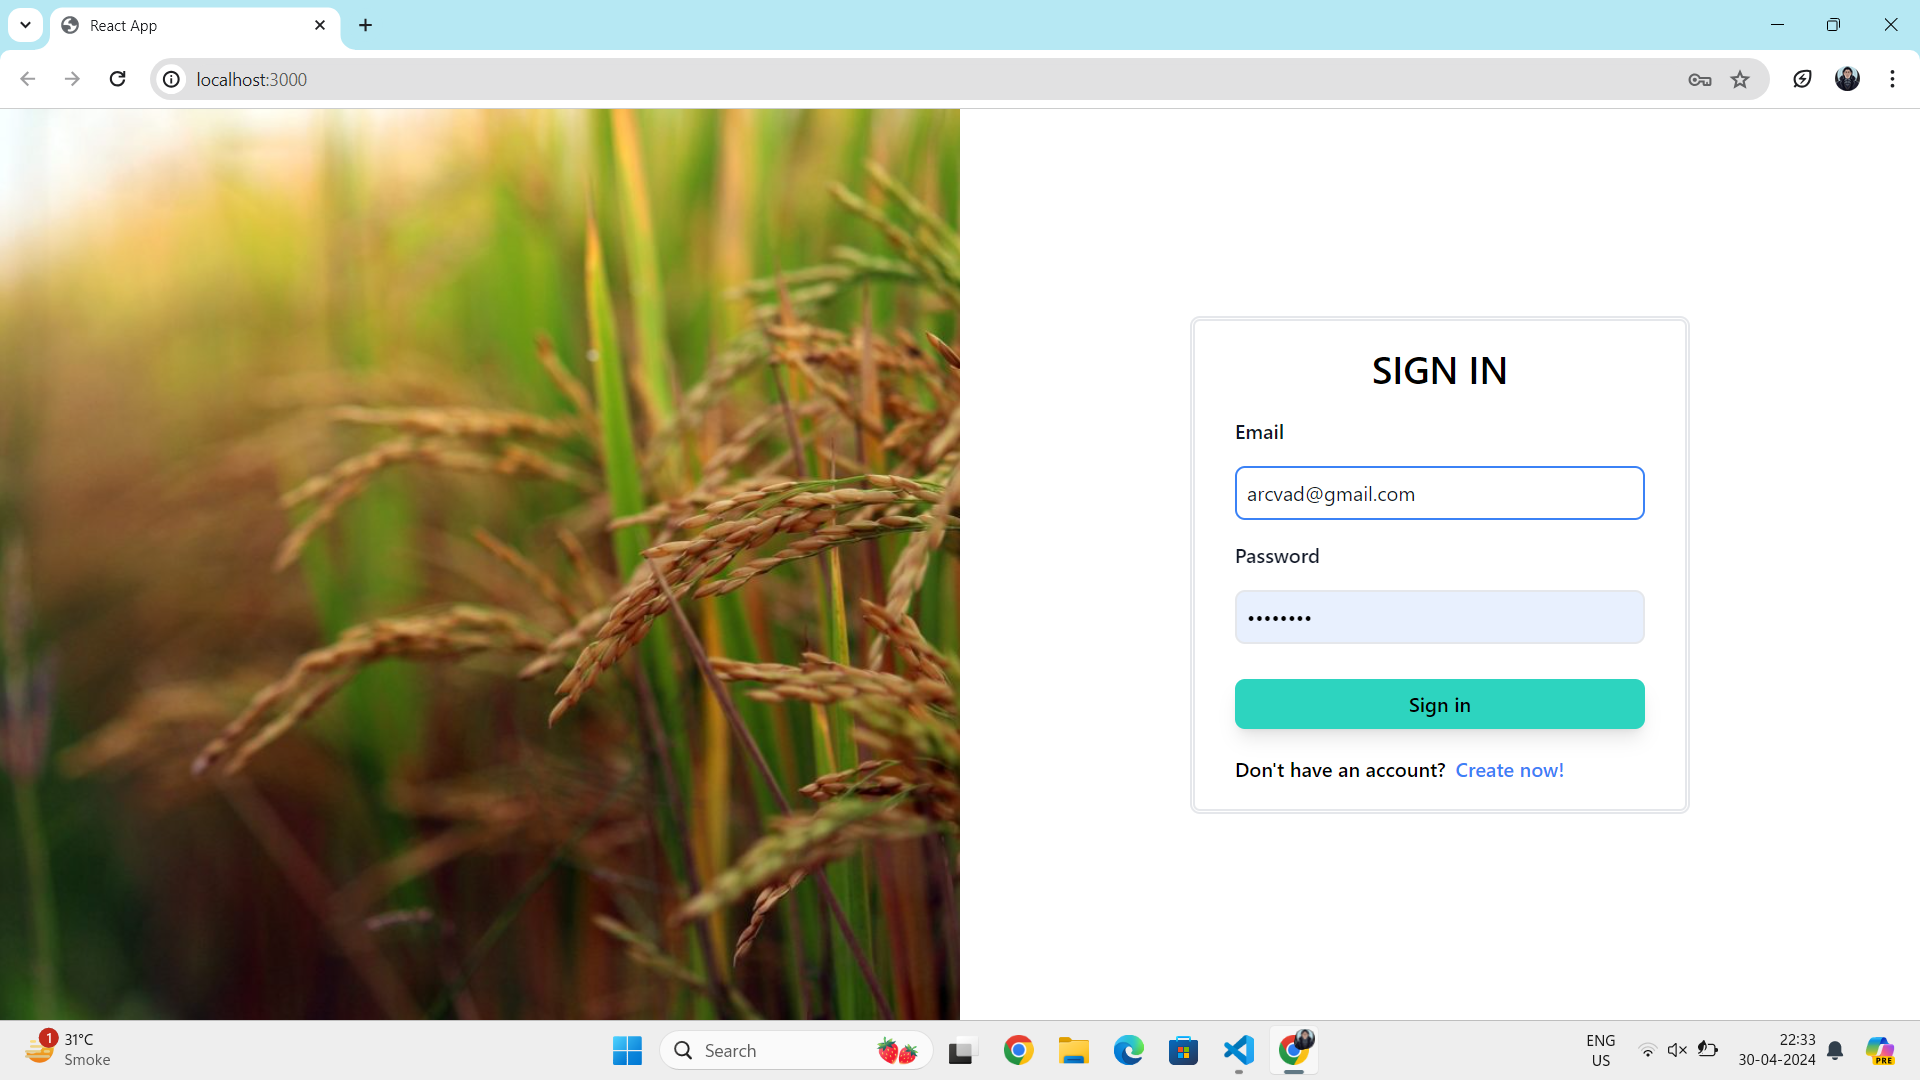 React App
localhost:3000
SIGN IN
Email
arcvad@gmail.com
Password
••••••••
Sign in
Don't have an account? Create now!
1
31°C
Smoke
Search
PRE
ENG
US
22:33
30-04-2024